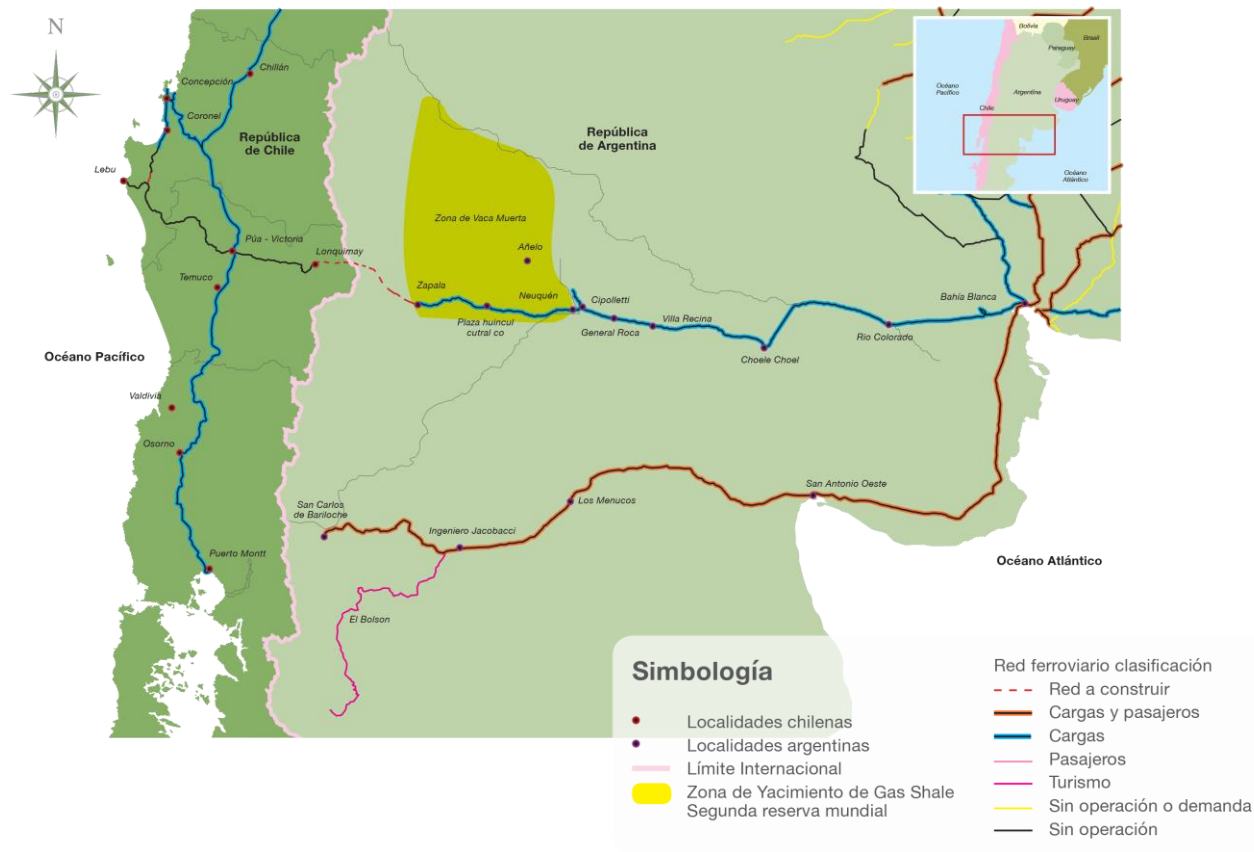 N
Concepción
Chillán
Coronel
República
de Chile
Lebu
Púa - Victoria
Lonquimay
Temuco
Océano Pacífico
Valdivia
Osorno
Puerto Montt
República
de Argentina
Zona de Vaca Muerta
Añelo
Zapala
Neuquén
Cipolletti
Plaza huincul
cutral co
General Roca
Villa Recina
Choele Choel
Rio Colorado
Bahía Blanca
San Carlos
de Bariloche
Ingeniero Jacobacci
Los Menucos
San Antonio Oeste
El Bolson
Océano Atlántico
Bolivia
Brasil
Paraguay
Océano
Pacífico
Argentine
Chile
Uruguay
Océano
Atlántico
Simbología
Localidades chilenas
Localidades argentinas
Límite Internacional
Zona de Yacimiento de Gas Shale
Segunda reserva mundial
Red ferroviario clasificación
Red a construir
Cargas y pasajeros
Cargas
Pasajeros
Turismo
Sin operación o demanda
Sin operación